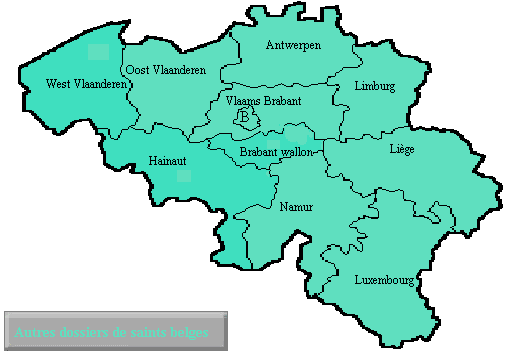 Antwerpen
Oost Vlaanderen
West Vlaanderen
Limburg
Vlaams Brabant
B
Liège
Brabant wallon
Hainaut
Namur
Luxembourg
Autres dossiers de saints belges